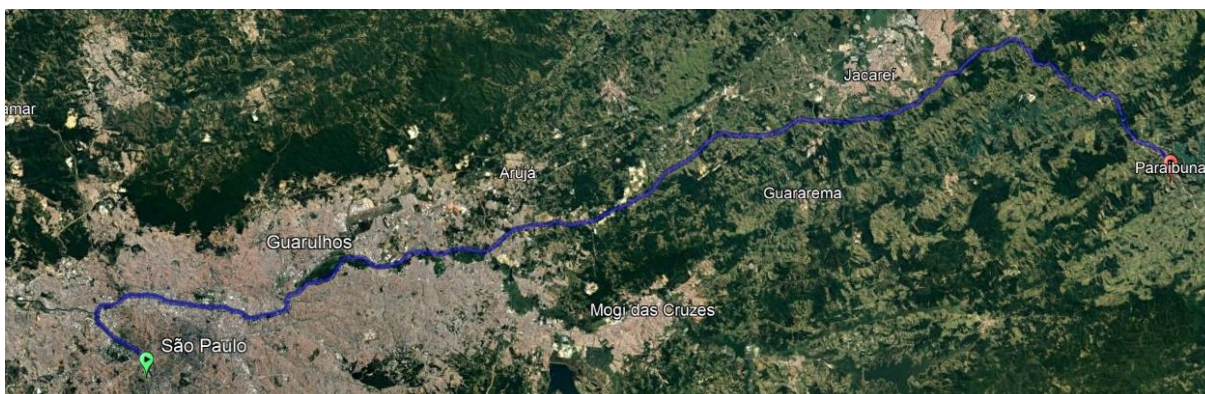 Jacareí
amar
Paraibuna
Arujá
Guararema
Guarulhos
Mogi das Cruzes
São Paulo